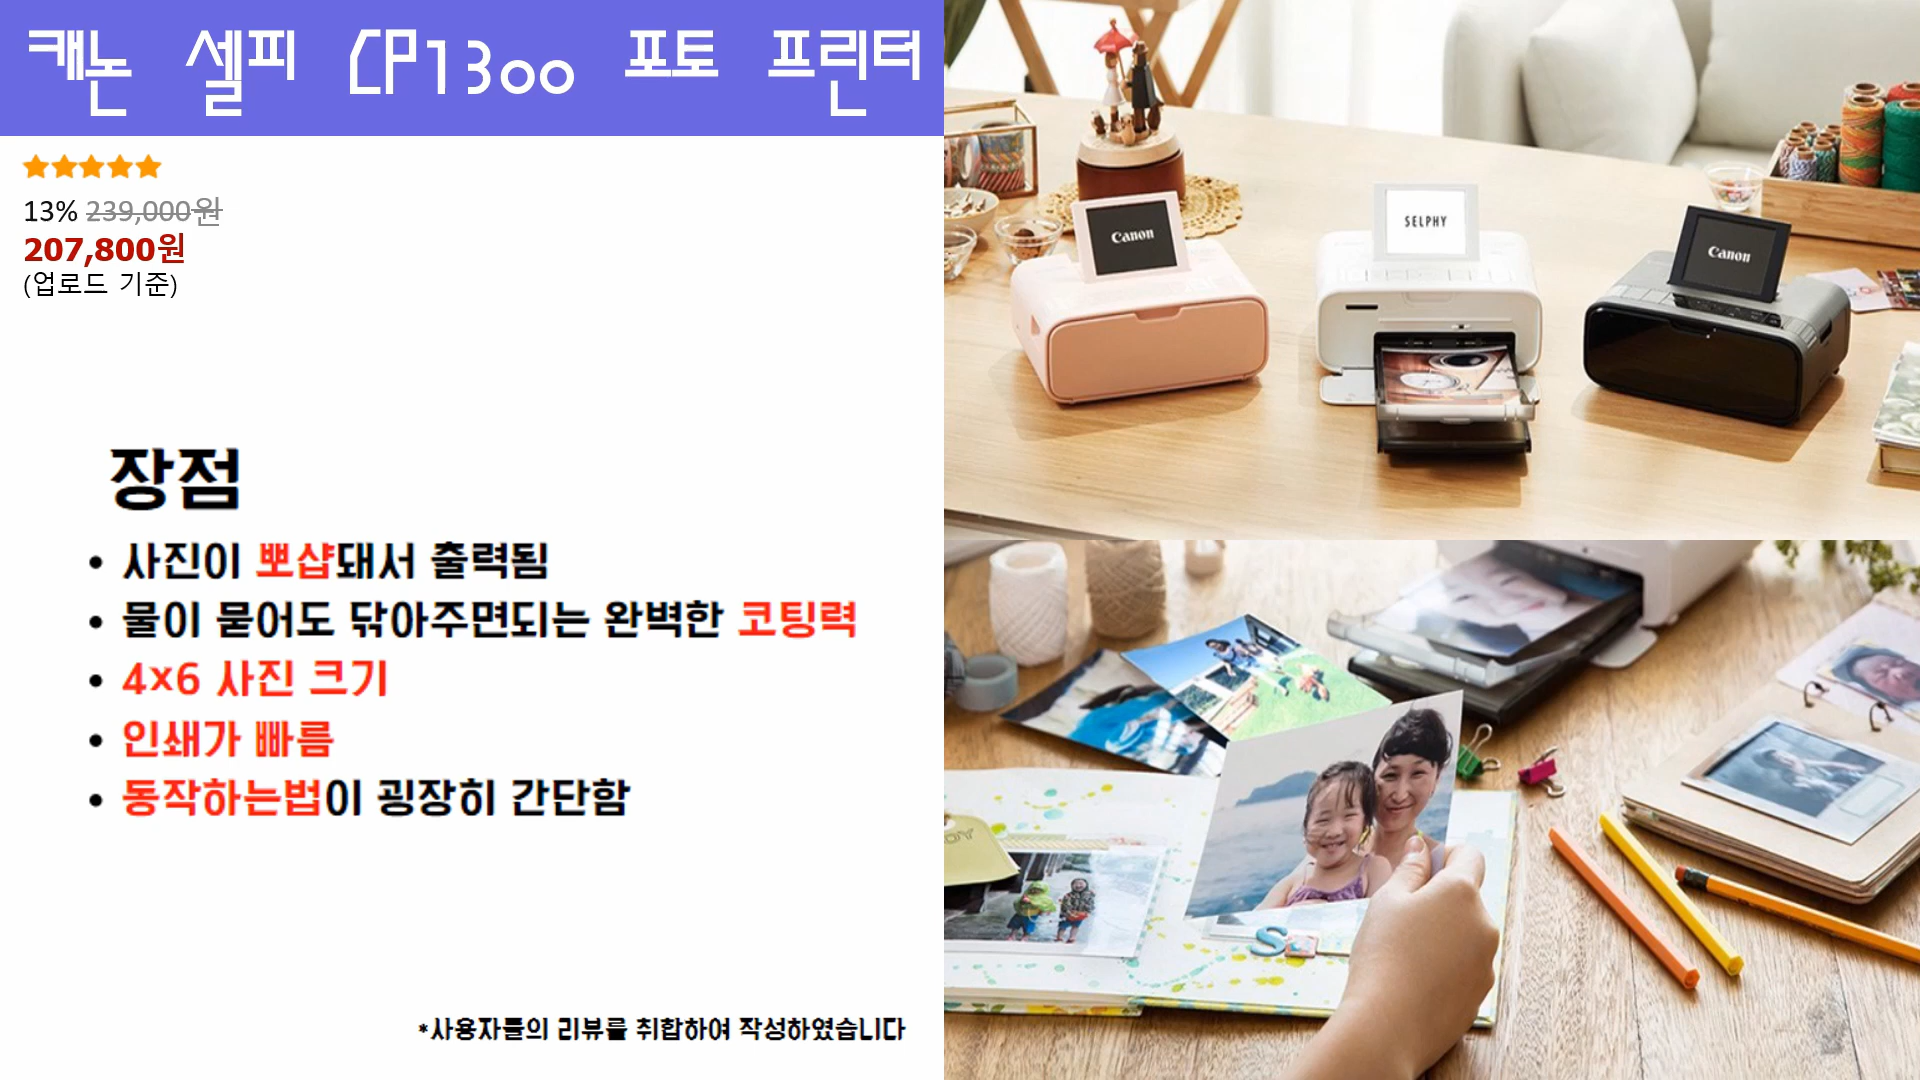 캐논 셀피 CP1300 포토 프린터
13% 239,000원
207,800원
(업로드 기준)
장점
사진이 뽀샵돼서 출력됨
물이 묻어도 닦아주면되는 완벽한 코팅력
4×6 사진 크기
인쇄가 빠름
동작하는법이 굉장히 간단함
*사용자들의 리뷰를 취합하여 작성하였습니다
Canon
SELPHY
Canon
S